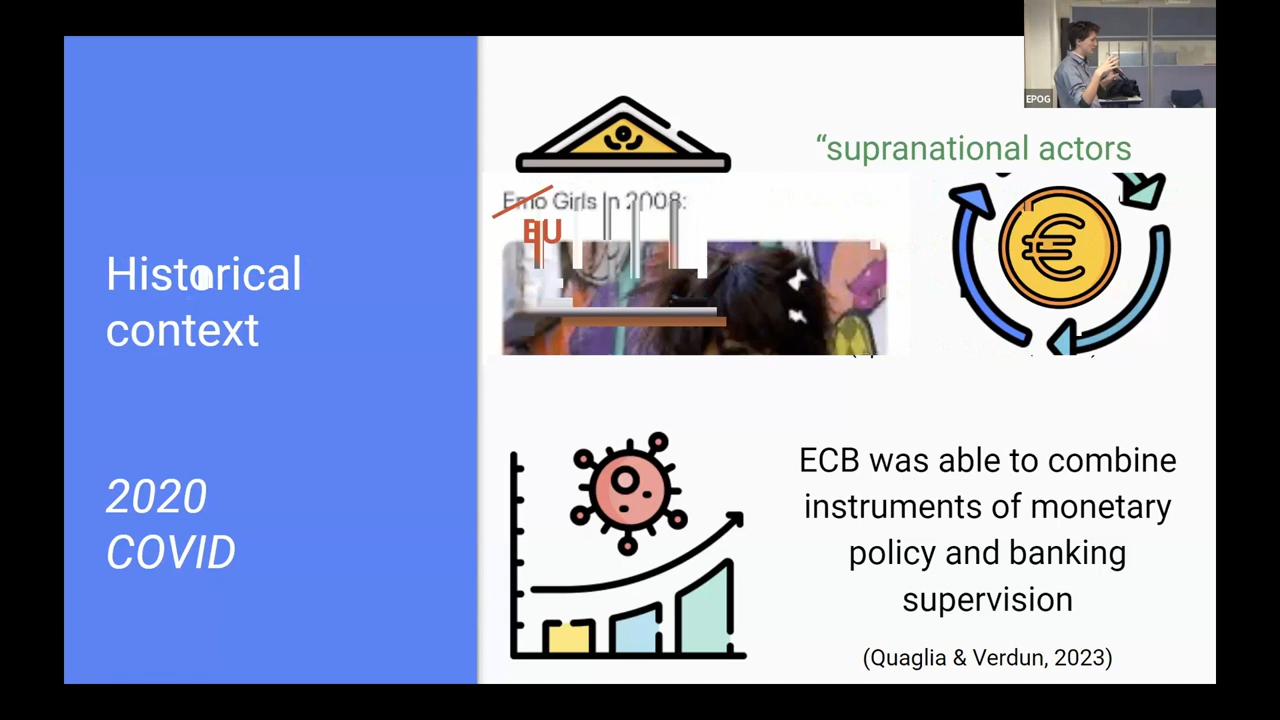 EPOG
“supranational actors
Emo Girls In 2008:
EU
Historical
context
2020
COVID
ECB was able to combine
instruments of monetary
policy and banking
supervision
(Quaglia & Verdun, 2023)